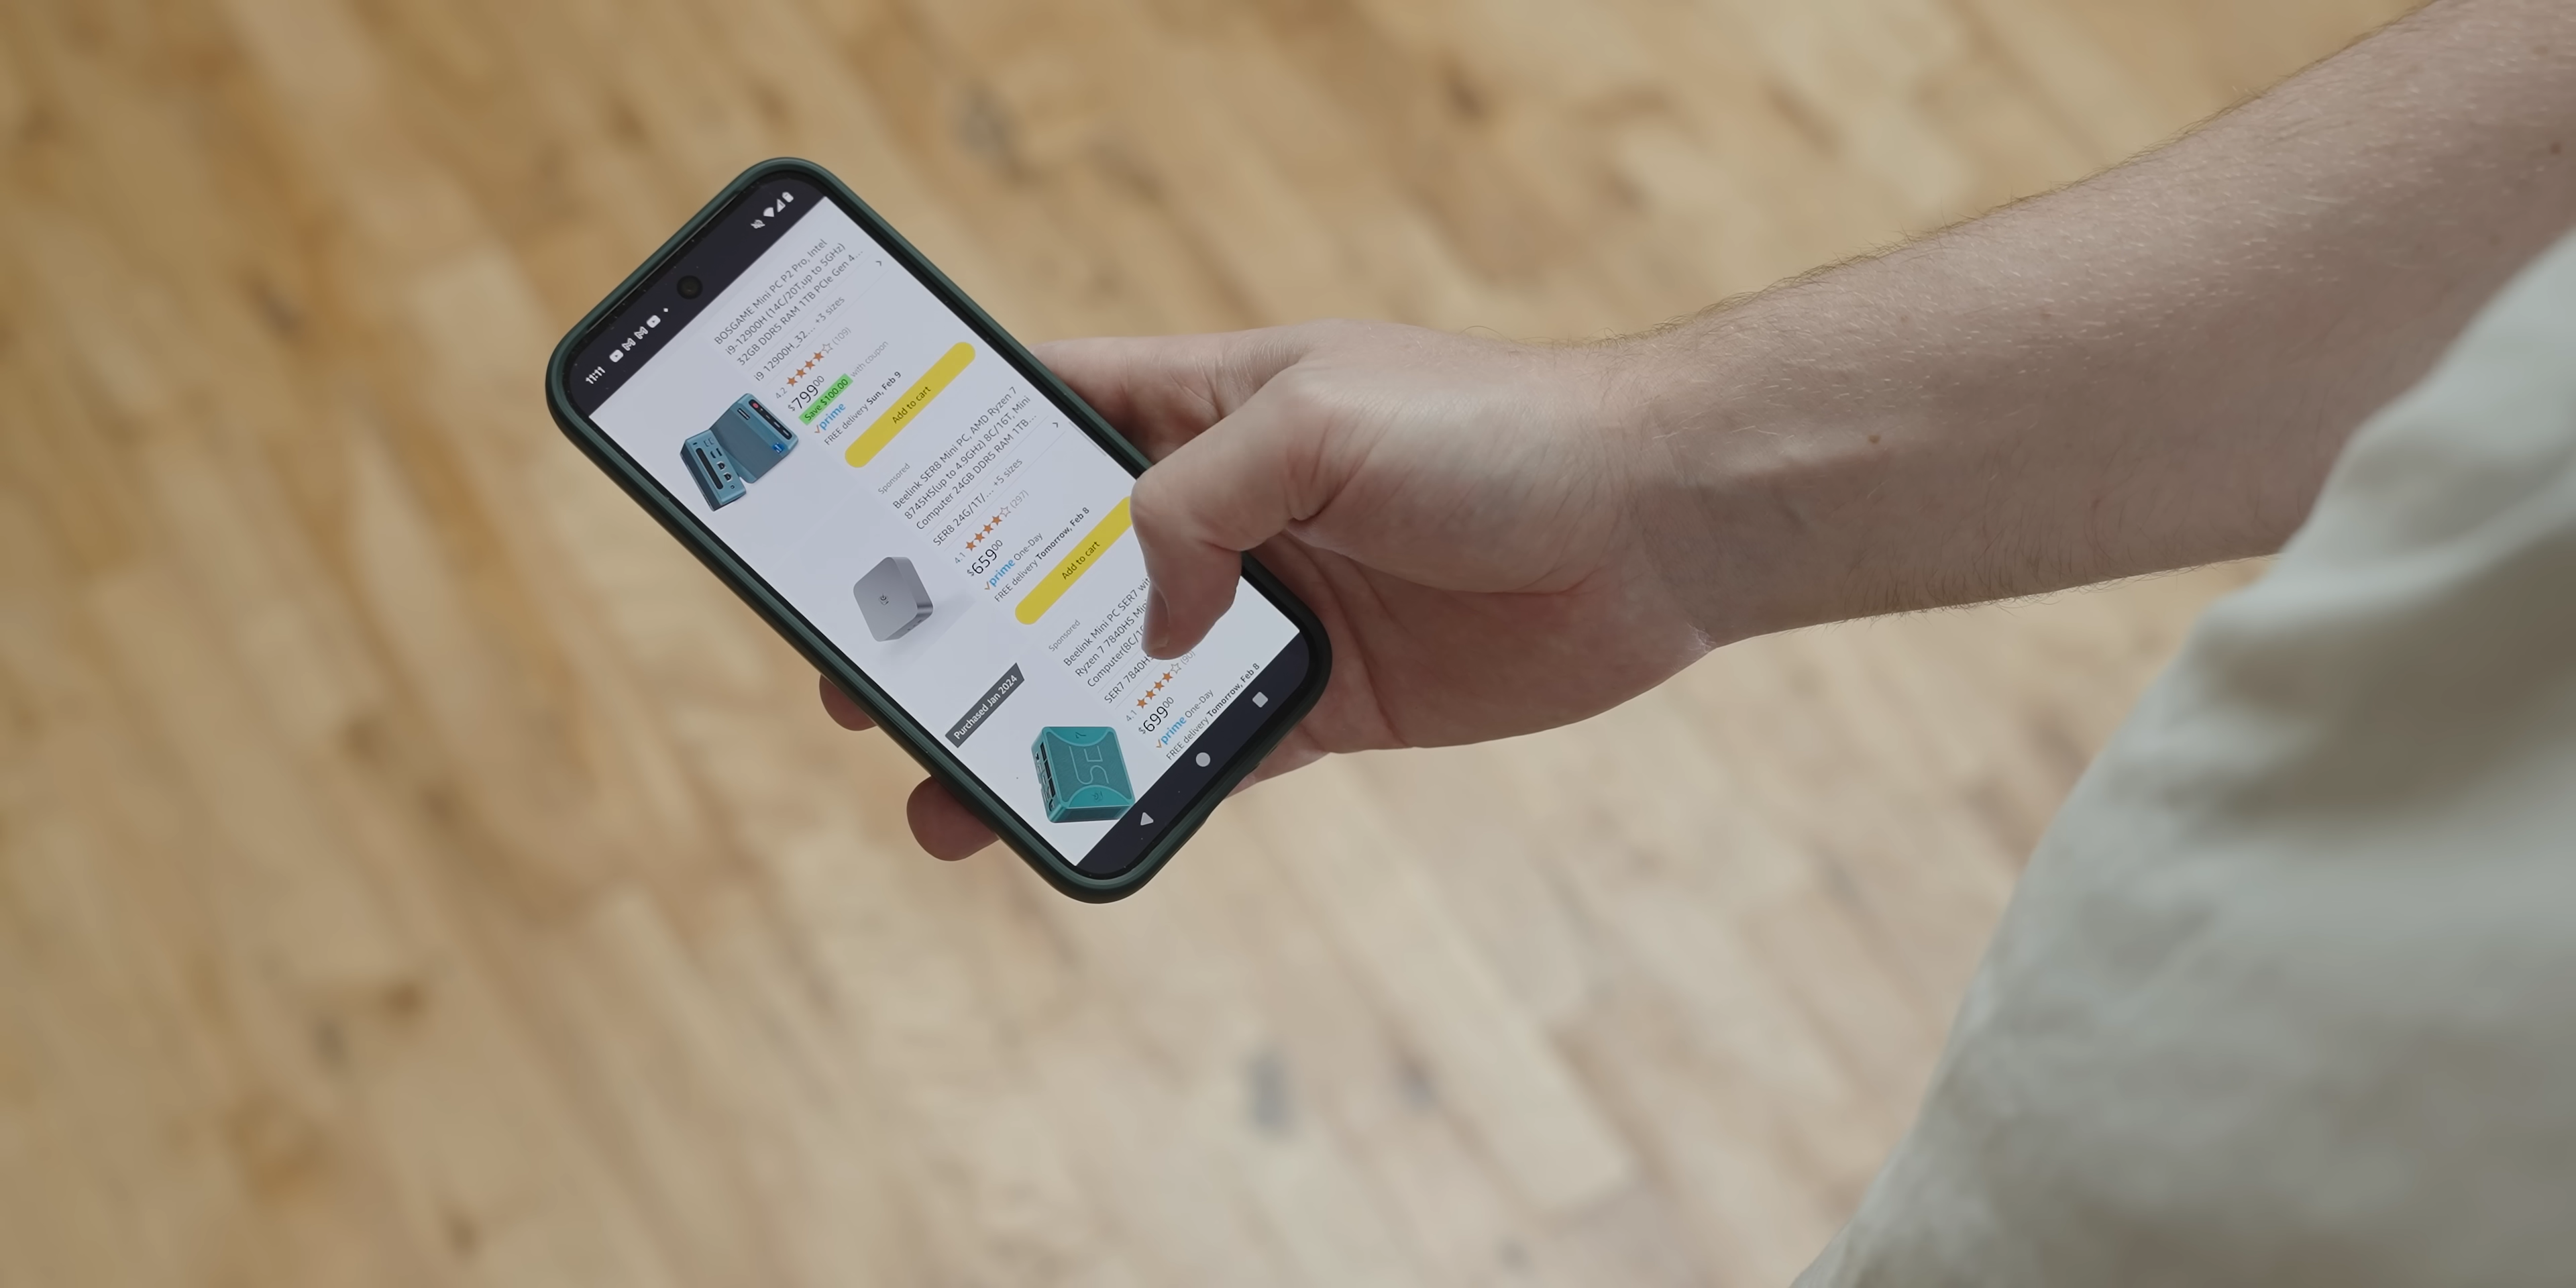 11:11
BOSGAME Mini PC P2 Pro, Intel
i9-12900H (14C/20T,up to 5GHz)
32GB DDR5 RAM 1TB PCIe Gen 4...
i9 12900H_32... +3 sizes
4.2 (109)
$799.00
Save $100.00 with coupon
prime
FREE delivery Sun, Feb 9
Add to cart
Sponsored
Beelink SER8 Mini PC, AMD Ryzen 7
8745HS(up to 4.9GHz) 8C/16T, Mini
Computer 24GB DDR5 RAM 1TB...
SER8 24G/1T/... +5 sizes
4.1 (297)
$659.00
prime One-Day
FREE delivery Tomorrow, Feb 8
Add to cart
Purchased Jan 2024
Sponsored
Beelink Mini PC SER7
Ryzen 7 7840HS
Computer(8C/
SER7 7840H
4.1
$699.00
prime One-Day
FREE delivery Tomorrow, Feb 8